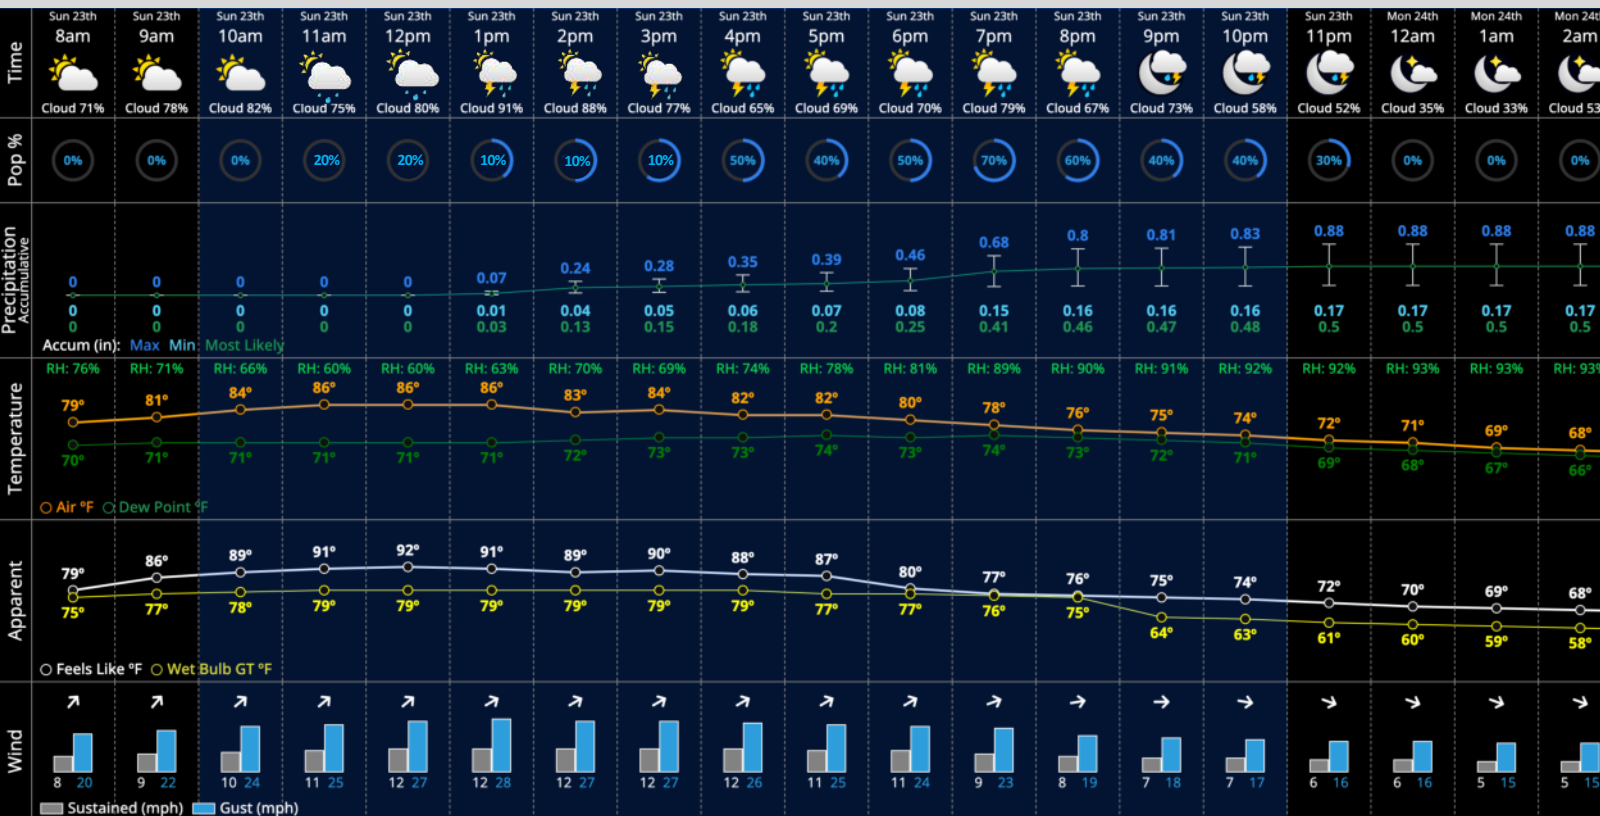 Sun 23th Sun 23th Sun 23th Sun 23th Sun 23th Sun 23th Sun 23th Sun 23th Sun 23th Sun 23th Sun 23th Sun 23th Sun 23th Sun 23th Sun 23th Sun 23th Mon 24th Mon 24th Mon 24th
Time 8am 9am 10am 11am 12pm 1pm 2pm 3pm 4pm 5pm 6pm 7pm 8pm 9pm 10pm 11pm 12am 1am 2am
Cloud 71% Cloud 78% Cloud 82% Cloud 75% Cloud 80% Cloud 91% Cloud 88% Cloud 77% Cloud 65% Cloud 69% Cloud 70% Cloud 79% Cloud 67% Cloud 73% Cloud 58% Cloud 52% Cloud 35% Cloud 33% Cloud 53
Pop % 0% 0% 0% 20% 20% 10% 10% 10% 50% 40% 50% 70% 60% 40% 40% 30% 0% 0% 0%
Precipitation
Accumulative
0 0 0 0 0 0.07 0.24 0.28 0.35 0.39 0.46 0.68 0.8 0.81 0.83 0.88 0.88 0.88 0.88
0 0 0 0 0 0.01 0.04 0.05 0.06 0.07 0.08 0.15 0.16 0.16 0.16 0.17 0.17 0.17 0.17
0 0 0 0 0 0.03 0.13 0.15 0.18 0.2 0.25 0.41 0.46 0.47 0.48 0.5 0.5 0.5 0.5
Accum (in): Max Min Most Likely
Temperature
RH: 76% RH: 71% RH: 66% RH: 60% RH: 60% RH: 63% RH: 70% RH: 69% RH: 74% RH: 78% RH: 81% RH: 89% RH: 90% RH: 91% RH: 92% RH: 92% RH: 93% RH: 93% RH: 93%
79° 81° 84° 86° 86° 86° 83° 84° 82° 82° 80° 78° 76° 75° 74° 72° 71° 69° 68°
70° 71° 71° 71° 71° 71° 72° 73° 73° 74° 73° 74° 73° 72° 71° 69° 68° 67° 66°
Air ºF Dew Point ºF
Apparent
79° 86° 89° 91° 92° 91° 89° 90° 88° 87° 80° 77° 76° 75° 74° 72° 70° 69° 68°
75° 77° 78° 79° 79° 79° 79° 79° 79° 77° 77° 76° 75° 64° 63° 61° 60° 59° 58°
Feels Like ºF Wet Bulb GT ºF
Wind
8 20 9 22 10 24 11 25 12 27 12 28 12 27 12 27 12 26 11 25 11 24 9 23 8 19 7 18 7 17 6 16 6 16 5 15 5 15
Sustained (mph) Gust (mph)